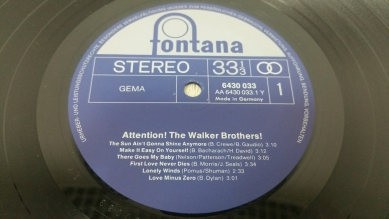 fontana
STEREO 33 1/3
GEMA
6430 033
AA 6430 033.1 Y
Made in Germany
1
Attention! The Walker Brothers!
The Sun Ain't Gonna Shine Anymore (B. Crewe/B. Gaudio) 3:10
Make It Easy On Yourself (B. Bacharach/H. David) 3:12
There Goes My Baby (Nelson/Patterson/Treadwell) 3:05
First Love Never Dies (B. Morris/J. Seals) 3:34
Lonely Winds (Pomus/Shuman) 2:33
Love Minus Zero (B. Dylan) 3:01